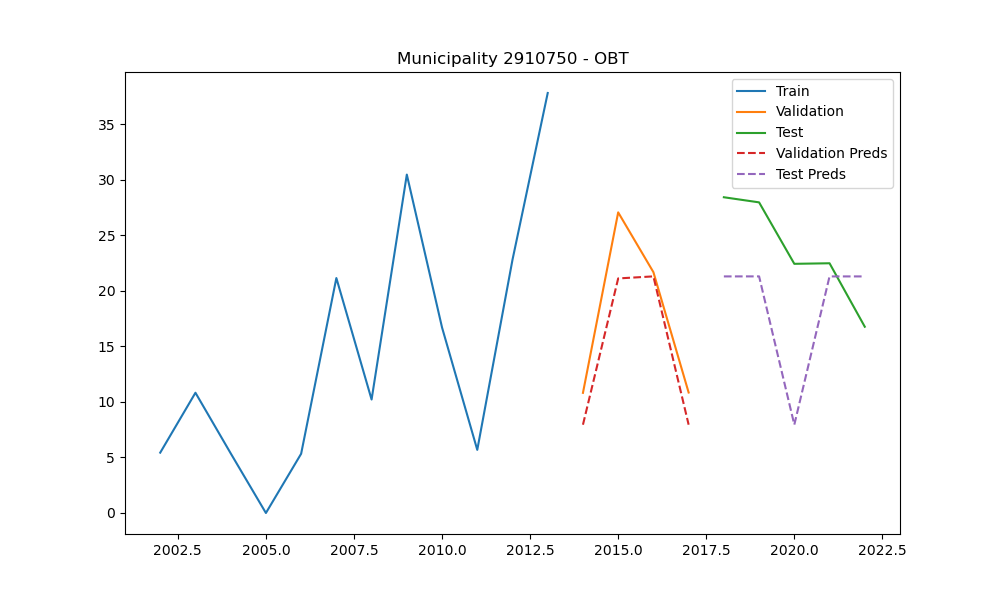 Municipality 2910750 - OBT
Train
Validation
Test
Validation Preds
Test Preds
35
30
25
20
15
10
5
0
2002.5 2005.0 2007.5 2010.0 2012.5 2015.0 2017.5 2020.0 2022.5